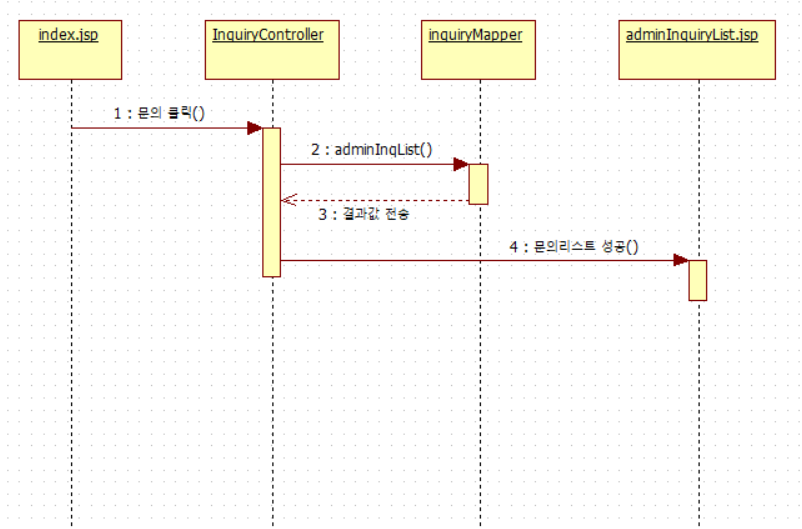 index.jsp
InquiryController
inquiryMapper
adminInquiryList.jsp
1 : 문의 클릭()
2 : adminInqList()
3 : 결과값 전송
4 : 문의리스트 성공()